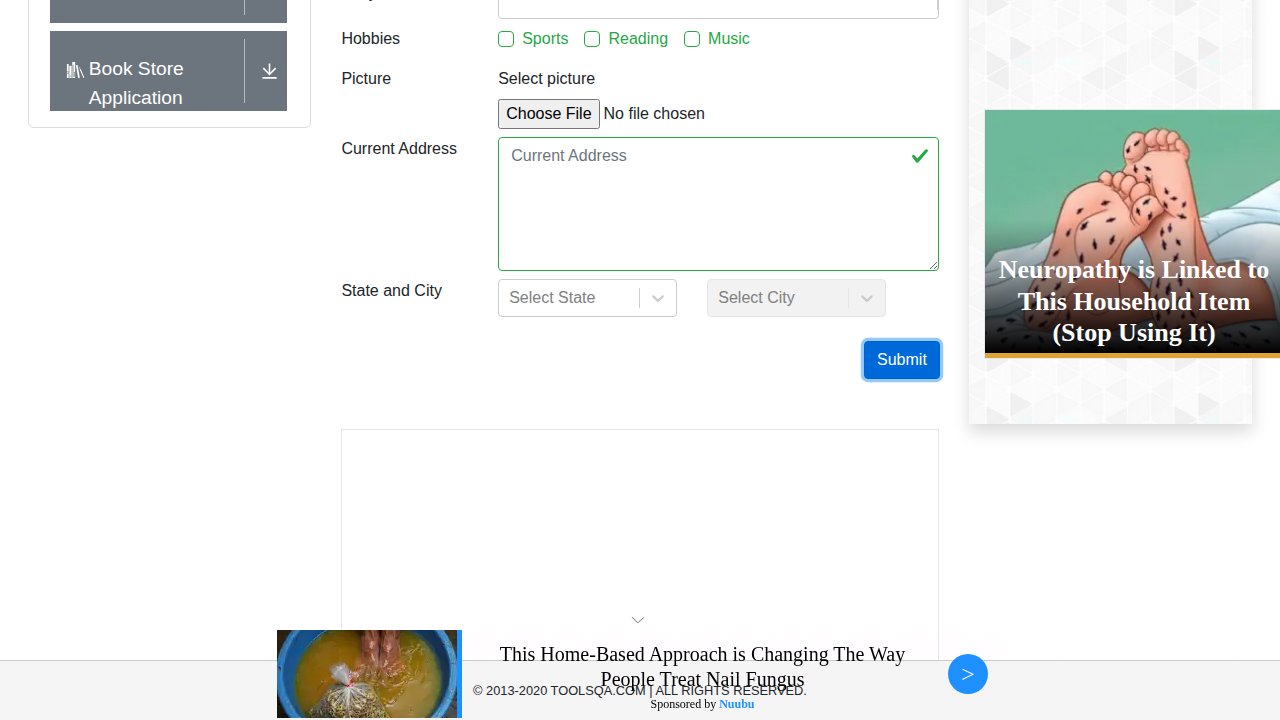 Hobbies
Sports
Reading
Music
Book Store
Application
Picture
Select picture
Choose File No file chosen
Current Address
Current Address
State and City
Select State
Select City
Submit
Neuropathy is Linked to
This Household Item
(Stop Using It)
This Home-Based Approach is Changing The Way
People Treat Nail Fungus
© 2013-2020 TOOLSQA.COM | ALL RIGHTS RESERVED.
Sponsored by Nuubu
>